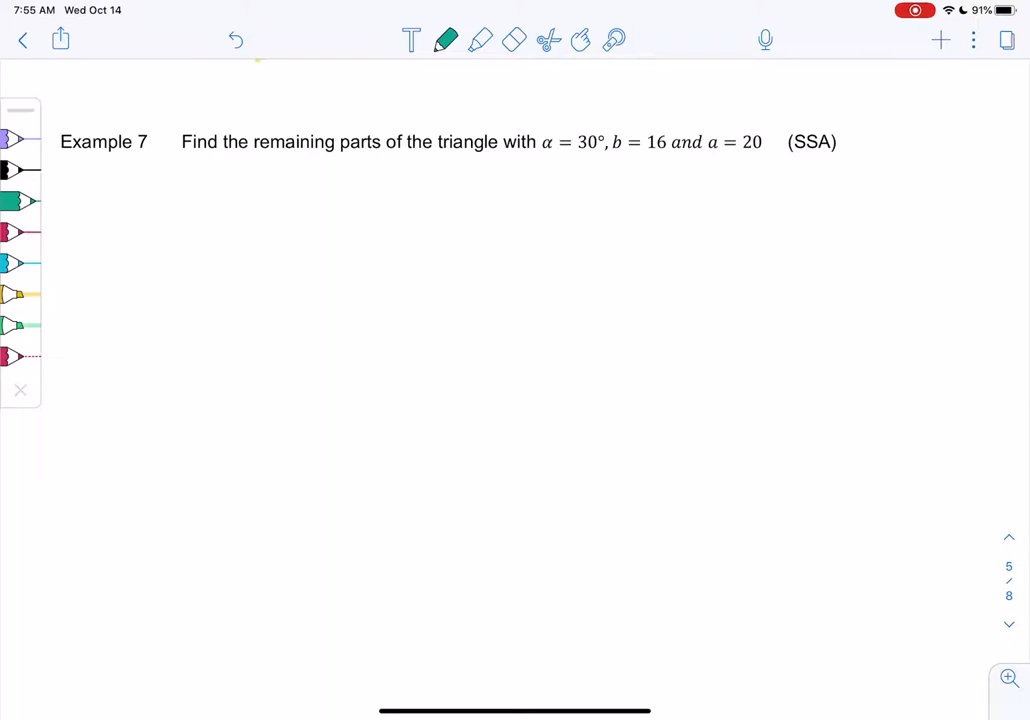 7:55 AM Wed Oct 14 91%
T
Example 7 Find the remaining parts of the triangle with α = 30°, b = 16 and a = 20 (SSA)
5
/
8